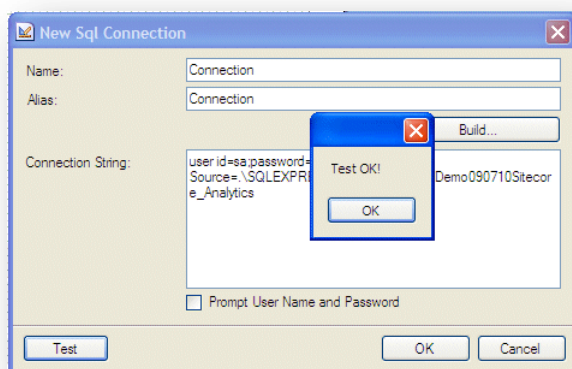 New Sql Connection
Name:
Connection
Alias:
Connection
Build...
Connection String:
user id=sa;password=
Source=.\SQLEXPRE
Demo090710Sitecor
e_Analytics
Test OK!
OK
Prompt User Name and Password
Test
OK
Cancel